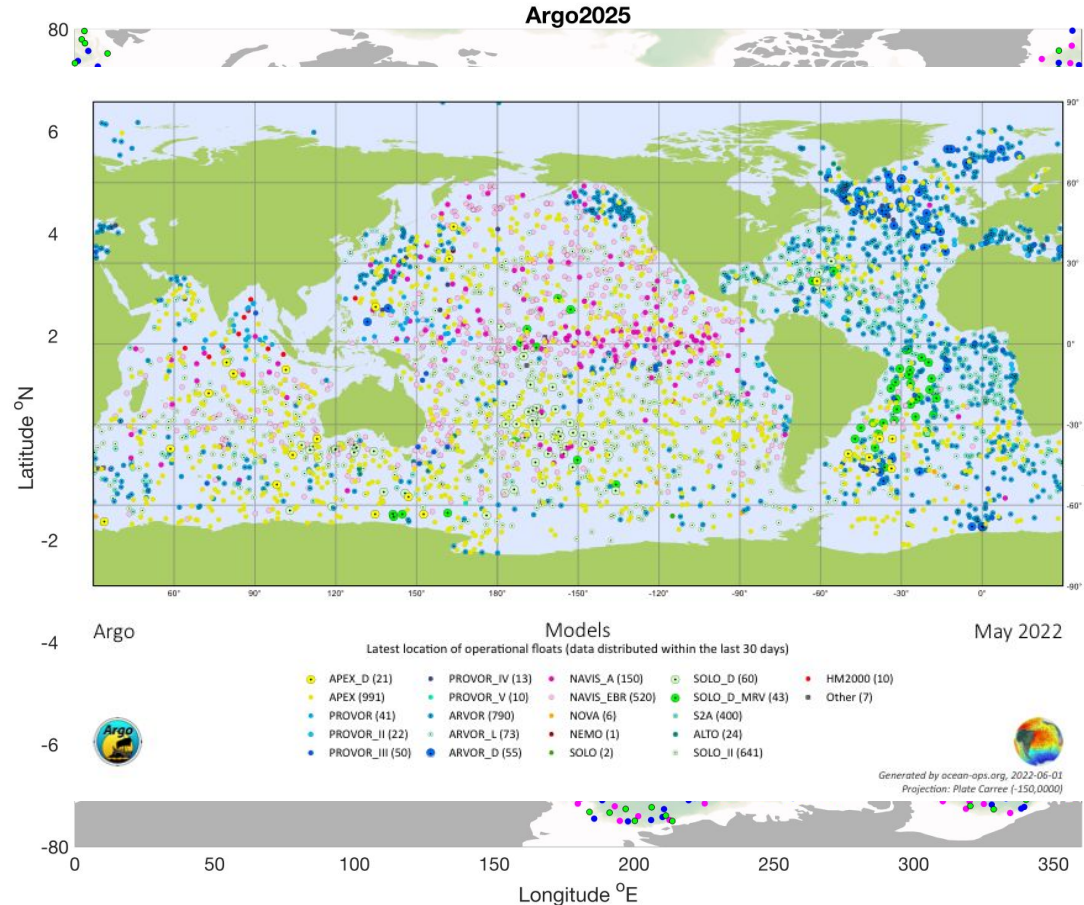 Argo2025
80
6
4
2
-2
-4
-6
-80
Latitude °N
90°
60°
30°
0°
-30°
-60°
-90°
60° 90° 120° 150° 180° -150° -120° -90° -60° -30° 0°
Argo Models May 2022
Latest location of operational floats (data distributed within the last 30 days)
APEX_D (21) PROVOR_IV (13) NAVIS_A (150) SOLO_D (60) HM2000 (10)
APEX (991) PROVOR_V (10) NAVIS_EBR (520) SOLO_D_MRV (43) Other (7)
PROVOR (41) ARVOR (790) NOVA (6) S2A (400)
PROVOR_II (22) ARVOR_L (73) NEMO (1) ALTO (24)
PROVOR_III (50) ARVOR_D (55) SOLO (2) SOLO_II (641)
Argo
Generated by ocean-ops.org, 2022-06-01
Projection: Plate Carree (-150,0000)
0 50 100 150 200 250 300 350
Longitude °E